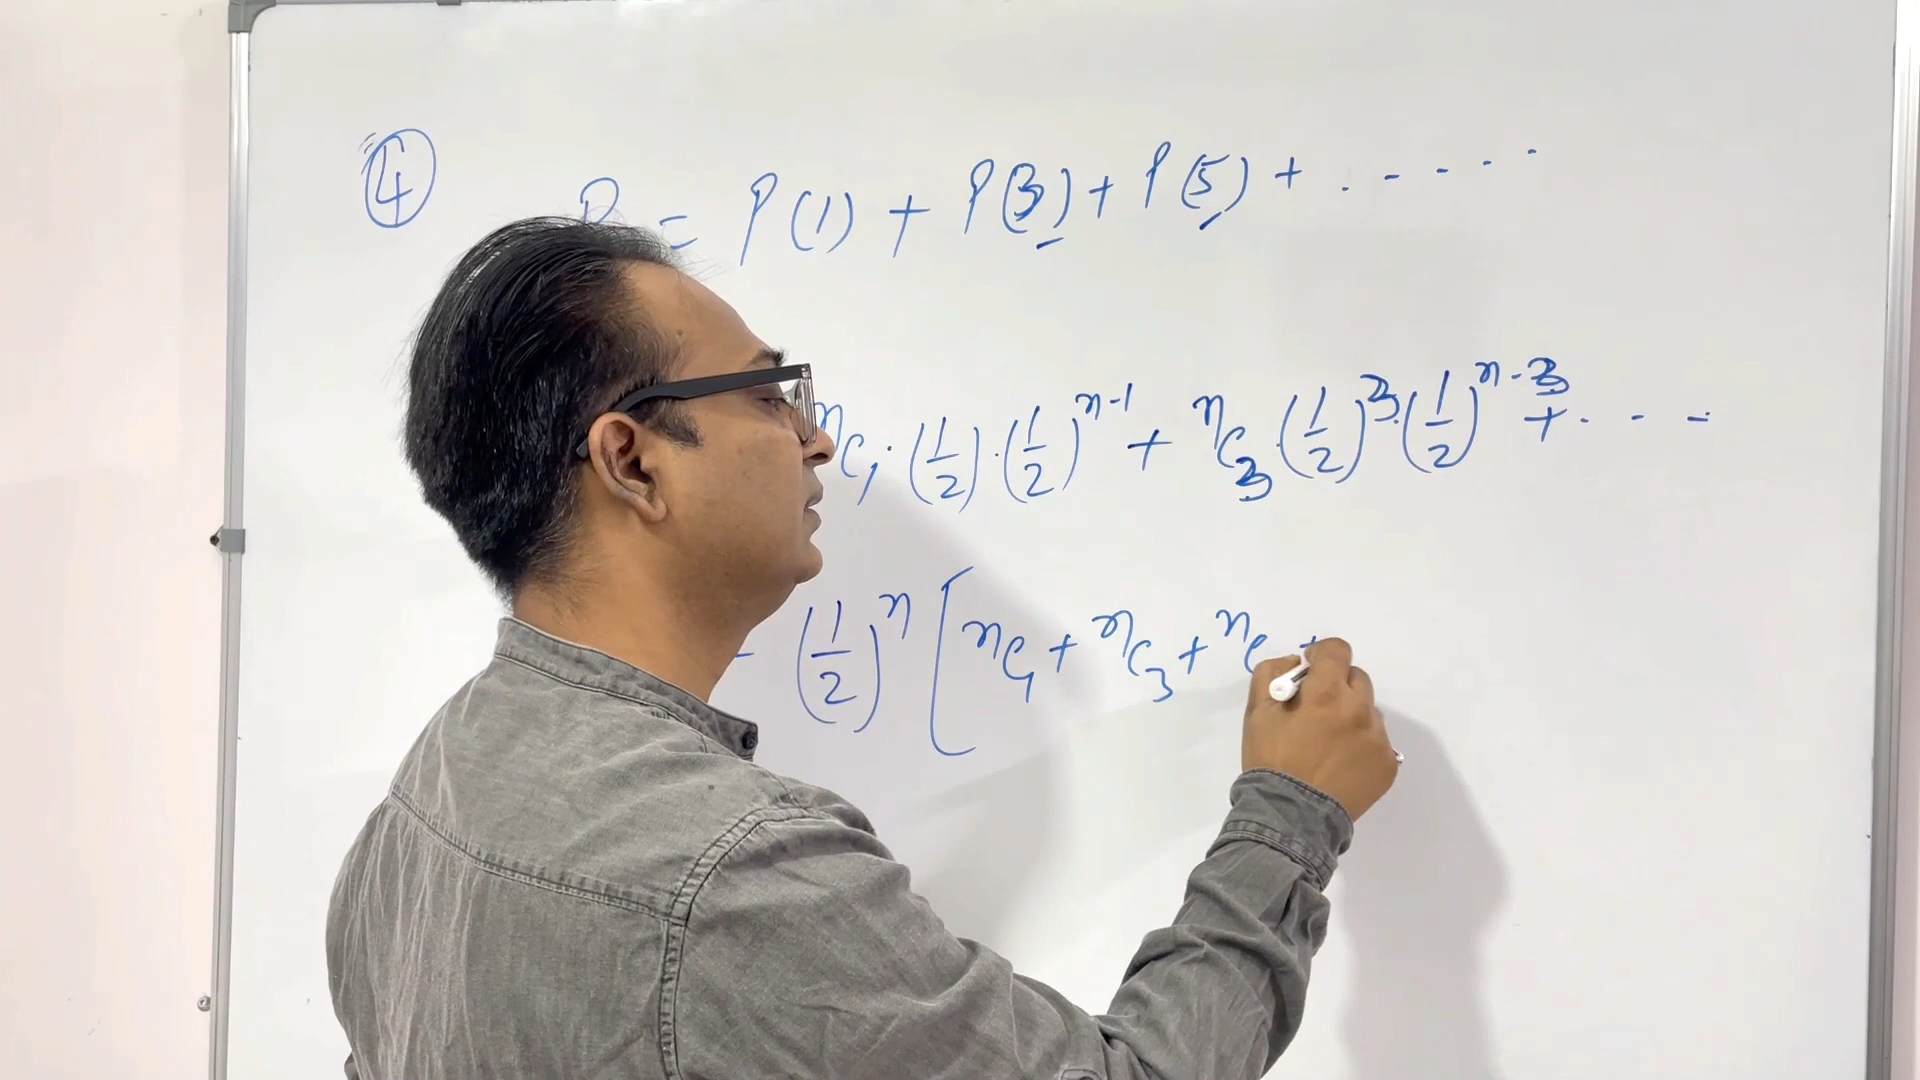 ④ P = P(1) + P(3) + P(5) + . - - - - .
ⁿC₁ · (1/2) · (1/2)ⁿ⁻¹ + ⁿC₃ · (1/2)³ · (1/2)ⁿ⁻³ + · - -
(1/2)ⁿ [ ⁿC₁ + ⁿC₃ + ⁿC +